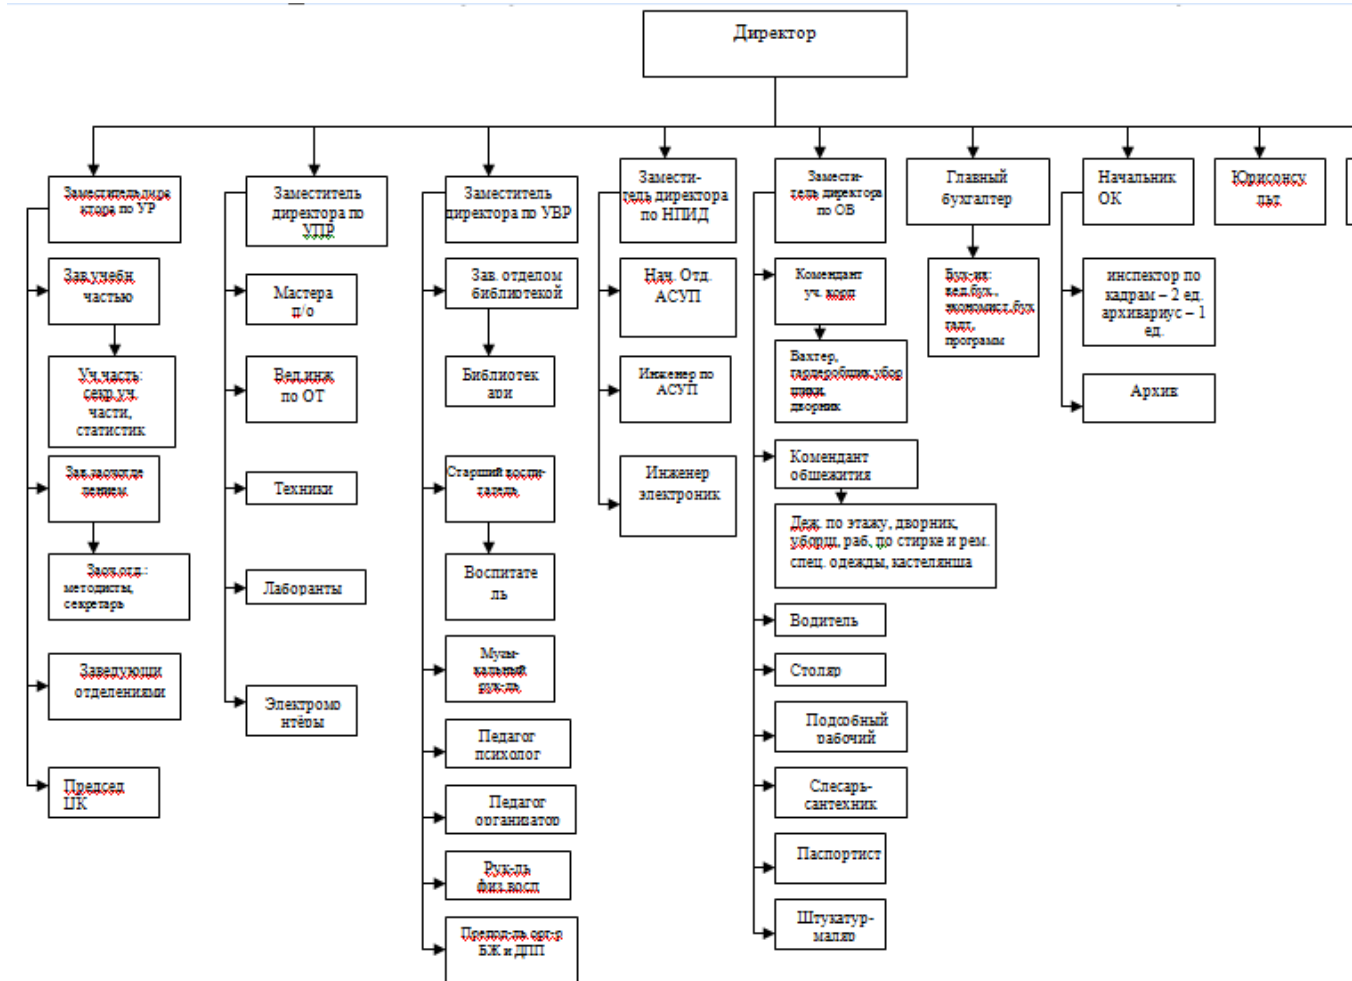 Директор
Заместитель дире
ктора по УР
Зав.учебн
частью
Уч.часть:
секр.уч.
части,
статистик
Зав.заоч.отде
лением
Заоч.отд.:
методисты,
секретарь
Заведующи
отделениями
Председ
ЦК
Заместитель
директора по
УПР
Мастера
п/о
Вед.инж
по ОТ
Техники
Лаборанты
Электромо
нтёры
Заместитель
директора по УВР
Зав. отделом
библиотекой
Библиотек
ари
Старший воспи-
татель
Воспитате
ль
Музы-
кальный
рук-ль
Педагог
психолог
Педагог
организатор
Рук-ль
физ.восп
Препод-ль орг-р
БЖ и ДПП
Замести-
тель директора
по НПИД
Нач. Отд.
АСУП
Инженер по
АСУП
Инженер
электроник
Замести-
тель директора
по ОВ
Комендант
уч. корп
Вахтер,
гардеробщик,убор
щики,
дворник
Комендант
общежития
Деж. по этажу, дворник,
уборщ, раб, по стирке и рем.
спец. одежды, кастелянша
Водитель
Столяр
Подсобный
рабочий
Слесарь-
сантехник
Паспортист
Штукатур-
маляр
Главный
бухгалтер
Бух-ия:
вед.бух.,
экономист,бух
галт,
программ
Начальник
ОК
инспектор по
кадрам – 2 ед.
архивариус – 1
ед.
Архив
Юрисонсу
льт